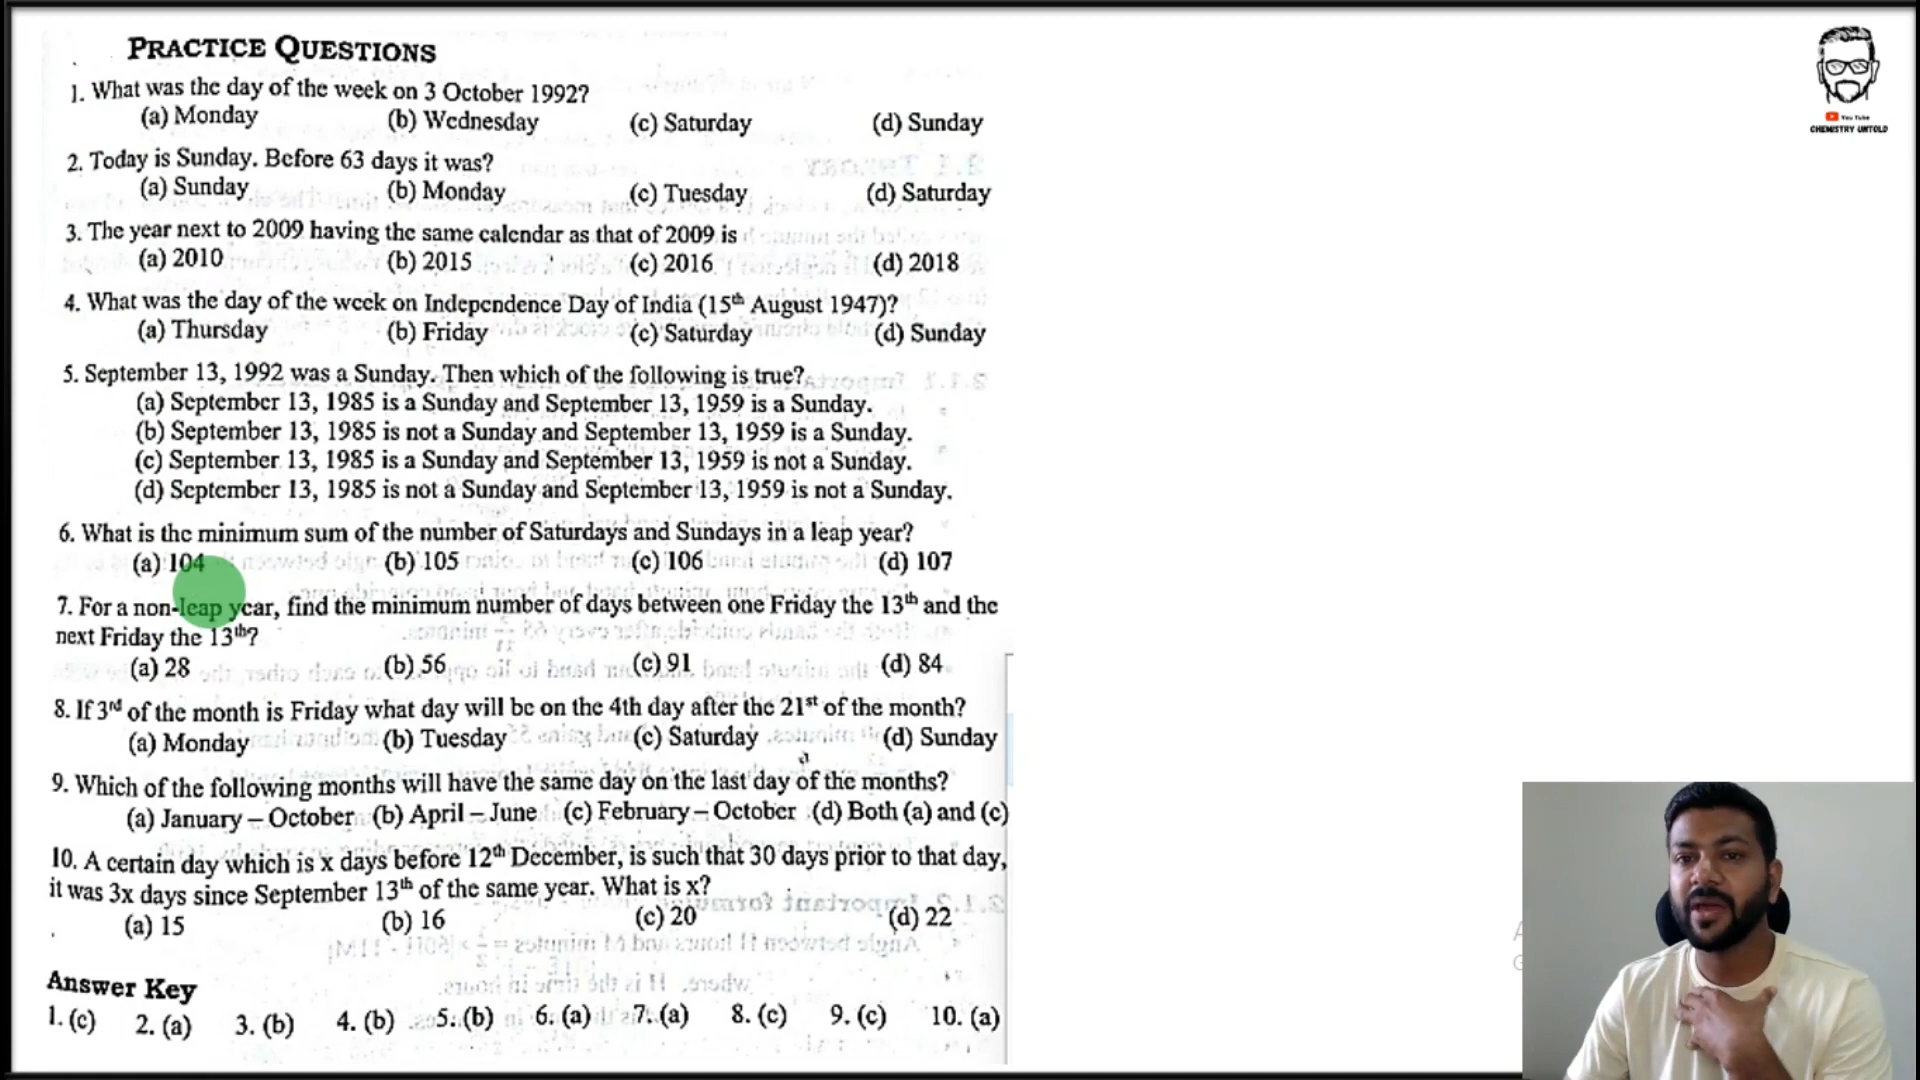 PRACTICE QUESTIONS
1. What was the day of the week on 3 October 1992?
(a) Monday (b) Wednesday (c) Saturday (d) Sunday
2. Today is Sunday. Before 63 days it was?
(a) Sunday (b) Monday (c) Tuesday (d) Saturday
3. The year next to 2009 having the same calendar as that of 2009 is
(a) 2010 (b) 2015 (c) 2016 (d) 2018
4. What was the day of the week on Independence Day of India (15th August 1947)?
(a) Thursday (b) Friday (c) Saturday (d) Sunday
5. September 13, 1992 was a Sunday. Then which of the following is true?
(a) September 13, 1985 is a Sunday and September 13, 1959 is a Sunday.
(b) September 13, 1985 is not a Sunday and September 13, 1959 is a Sunday.
(c) September 13, 1985 is a Sunday and September 13, 1959 is not a Sunday.
(d) September 13, 1985 is not a Sunday and September 13, 1959 is not a Sunday.
6. What is the minimum sum of the number of Saturdays and Sundays in a leap year?
(a) 104 (b) 105 (c) 106 (d) 107
7. For a non-leap year, find the minimum number of days between one Friday the 13th and the
next Friday the 13th?
(a) 28 (b) 56 (c) 91 (d) 84
8. If 3rd of the month is Friday what day will be on the 4th day after the 21st of the month?
(a) Monday (b) Tuesday (c) Saturday (d) Sunday
9. Which of the following months will have the same day on the last day of the months?
(a) January – October (b) April – June (c) February – October (d) Both (a) and (c)
10. A certain day which is x days before 12th December, is such that 30 days prior to that day,
it was 3x days since September 13th of the same year. What is x?
(a) 15 (b) 16 (c) 20 (d) 22
Answer Key
1. (c) 2. (a) 3. (b) 4. (b) 5. (b) 6. (a) 7. (a) 8. (c) 9. (c) 10. (a)
You Tube
CHEMISTRY UNTOLD